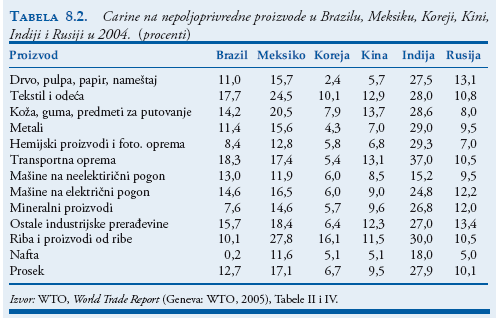 TABELA 8.2. Carine na nepoljoprivredne proizvode u Brazilu, Meksiku, Koreji, Kini,
Indiji i Rusiji u 2004. (procenti)
Proizvod Brazil Meksiko Koreja Kina Indija Rusija
Drvo, pulpa, papir, nameštaj 11,0 15,7 2,4 5,7 27,5 13,1
Tekstil i odeća 17,7 24,5 10,1 12,9 28,0 10,8
Koža, guma, predmeti za putovanje 14,2 20,5 7,9 13,7 28,6 8,0
Metali 11,4 15,6 4,3 7,0 29,0 9,5
Hemijski proizvodi i foto. oprema 8,4 12,8 5,8 6,8 29,3 7,0
Transportna oprema 18,3 17,4 5,4 13,1 37,0 10,5
Mašine na neelektirični pogon 13,0 11,9 6,0 8,5 15,2 9,5
Mašine na električni pogon 14,6 16,5 6,0 9,0 24,8 12,2
Mineralni proizvodi 7,6 14,6 5,7 9,6 26,8 12,0
Ostale industrijske prerađevine 15,7 18,4 6,4 12,3 27,0 13,4
Riba i proizvodi od ribe 10,1 27,8 16,1 11,5 30,0 10,5
Nafta 0,2 11,6 5,1 5,1 18,0 5,0
Prosek 12,7 17,1 6,7 9,5 27,9 10,1
Izvor: WTO, World Trade Report (Geneva: WTO, 2005), Tabele II i IV.